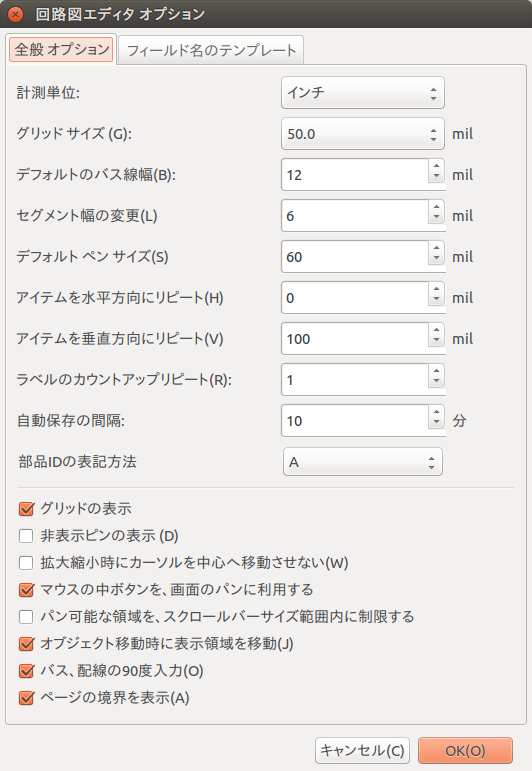 回路図エディタ オプション
全般 オプション
フィールド名のテンプレート
計測単位:
インチ
グリッド サイズ (G):
50.0
mil
デフォルトのバス線幅(B):
12
mil
セグメント幅の変更(L)
6
mil
デフォルト ペン サイズ(S)
60
mil
アイテムを水平方向にリピート(H)
0
mil
アイテムを垂直方向にリピート(V)
100
mil
ラベルのカウントアップリピート(R):
1
自動保存の間隔:
10
分
部品IDの表記方法
A
グリッドの表示
非表示ピンの表示 (D)
拡大縮小時にカーソルを中心へ移動させない(W)
マウスの中ボタンを、画面のパンに利用する
パン可能な領域を、スクロールバーサイズ範囲内に制限する
オブジェクト移動時に表示領域を移動(J)
バス、配線の90度入力(O)
ページの境界を表示(A)
キャンセル(C)
OK(O)